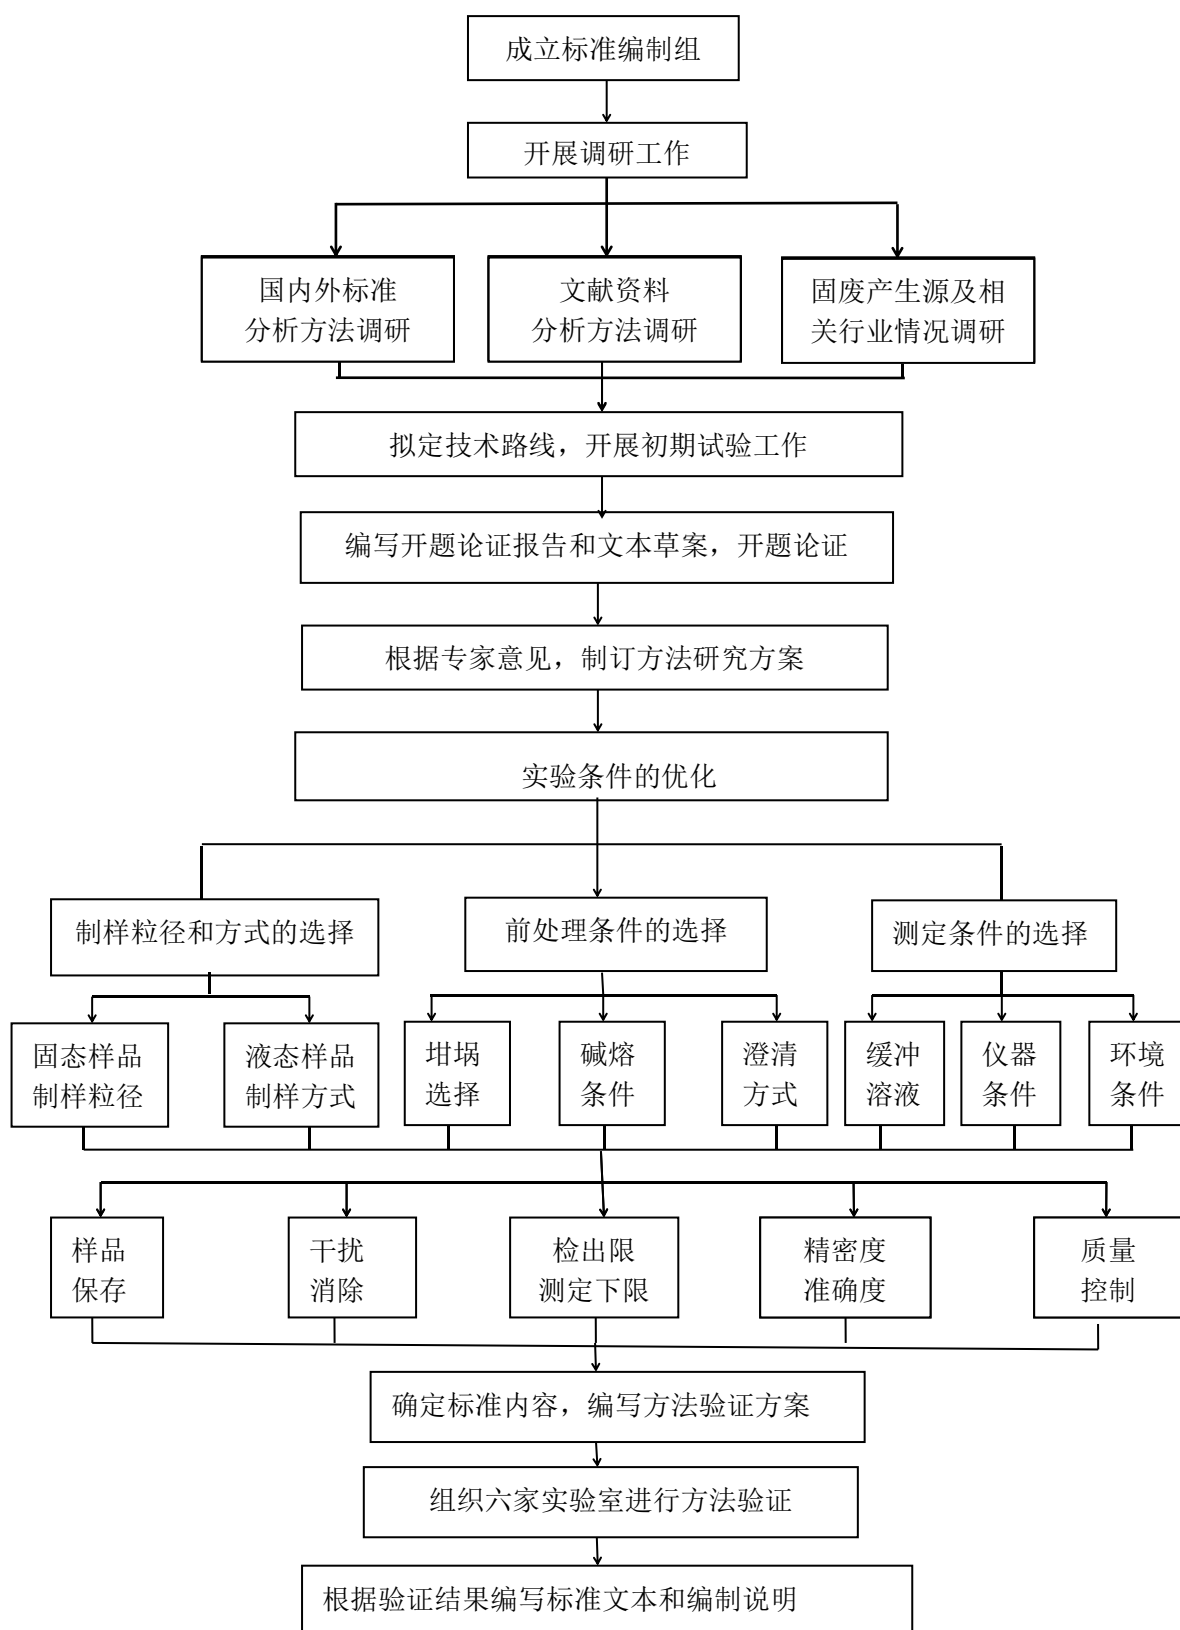 成立标准编制组
开展调研工作
国内外标准
分析方法调研
文献资料
分析方法调研
固废产生源及相
关行业情况调研
拟定技术路线，开展初期试验工作
编写开题论证报告和文本草案，开题论证
根据专家意见，制订方法研究方案
实验条件的优化
制样粒径和方式的选择
前处理条件的选择
测定条件的选择
固态样品
制样粒径
液态样品
制样方式
坩埚
选择
碱熔
条件
澄清
方式
缓冲
溶液
仪器
条件
环境
条件
样品
保存
干扰
消除
检出限
测定下限
精密度
准确度
质量
控制
确定标准内容，编写方法验证方案
组织六家实验室进行方法验证
根据验证结果编写标准文本和编制说明